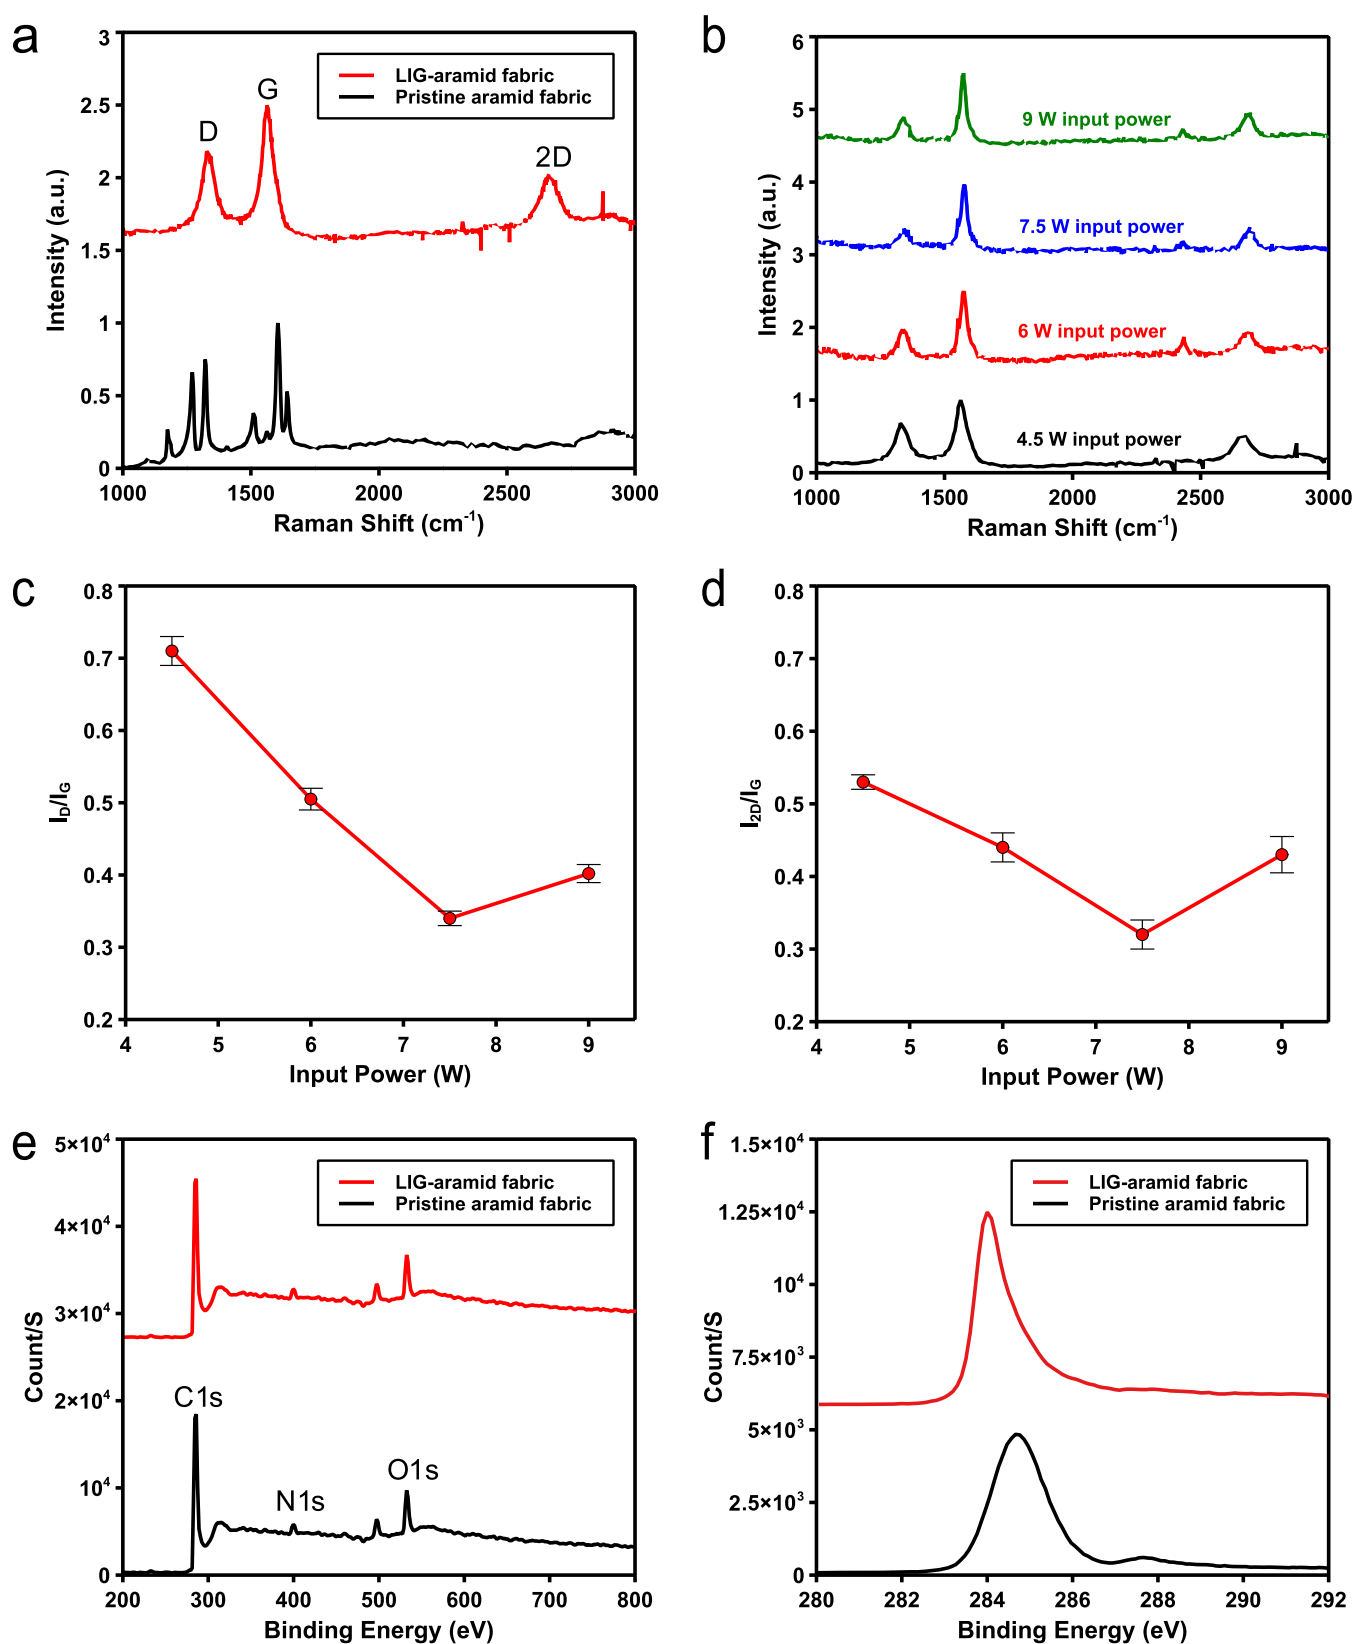 a
3
2.5
2
1.5
1
0.5
0
Intensity (a.u.)
D
G
2D
LIG-aramid fabric
Pristine aramid fabric
1000 1500 2000 2500 3000
Raman Shift (cm⁻¹)
b
6
5
4
3
2
1
0
Intensity (a.u.)
9 W input power
7.5 W input power
6 W input power
4.5 W input power
1000 1500 2000 2500 3000
Raman Shift (cm⁻¹)
c
0.8
0.7
0.6
0.5
0.4
0.3
0.2
I_D/I_G
4 5 6 7 8 9
Input Power (W)
d
0.8
0.7
0.6
0.5
0.4
0.3
0.2
I_2D/I_G
4 5 6 7 8 9
Input Power (W)
e
5×10⁴
4×10⁴
3×10⁴
2×10⁴
10⁴
0
Count/S
LIG-aramid fabric
Pristine aramid fabric
C1s
N1s
O1s
200 300 400 500 600 700 800
Binding Energy (eV)
f
1.5×10⁴
1.25×10⁴
10⁴
7.5×10³
5×10³
2.5×10³
0
Count/S
LIG-aramid fabric
Pristine aramid fabric
280 282 284 286 288 290 292
Binding Energy (eV)